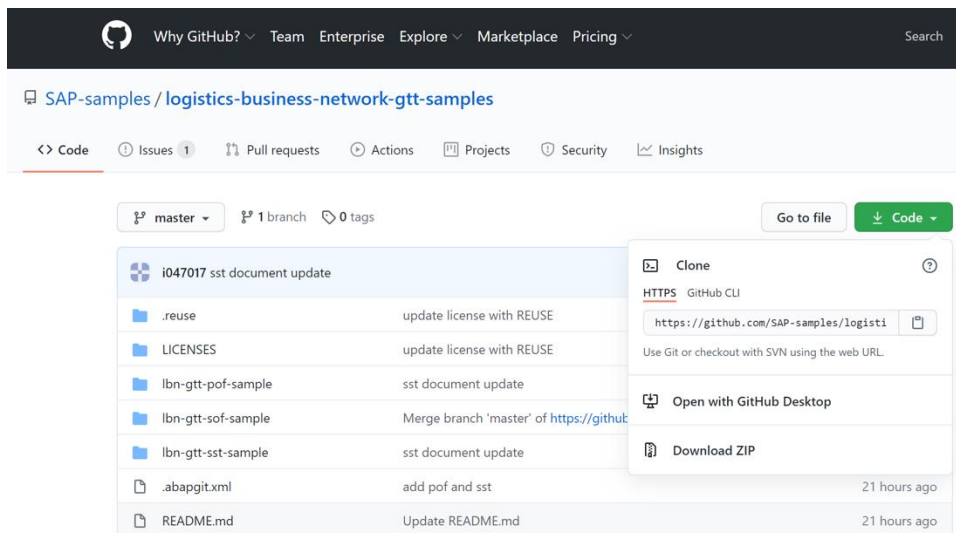 Why GitHub? Team Enterprise Explore Marketplace Pricing Search
SAP-samples / logistics-business-network-gtt-samples
<> Code Issues 1 Pull requests Actions Projects Security Insights
master 1 branch 0 tags Go to file Code
i047017 sst document update
Clone
HTTPS GitHub CLI
https://github.com/SAP-samples/logisti
Use Git or checkout with SVN using the web URL.
Open with GitHub Desktop
Download ZIP
.reuse update license with REUSE
LICENSES update license with REUSE
lbn-gtt-pof-sample sst document update
lbn-gtt-sof-sample Merge branch 'master' of https://github
lbn-gtt-sst-sample sst document update
.abapgit.xml add pof and sst 21 hours ago
README.md Update README.md 21 hours ago